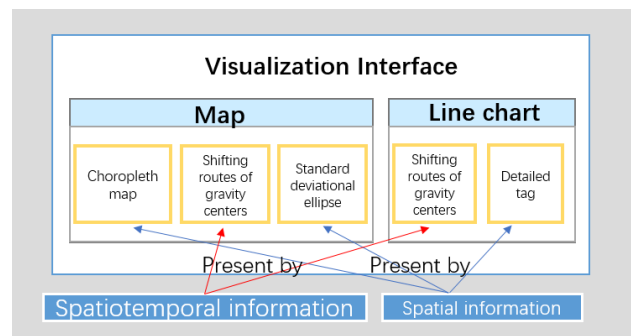 Visualization Interface
Map
Line chart
Choropleth
map
Shifting
routes of
gravity
centers
Standard
deviational
ellipse
Shifting
routes of
gravity
centers
Detailed
tag
Present by
Present by
Spatiotemporal information
Spatial information